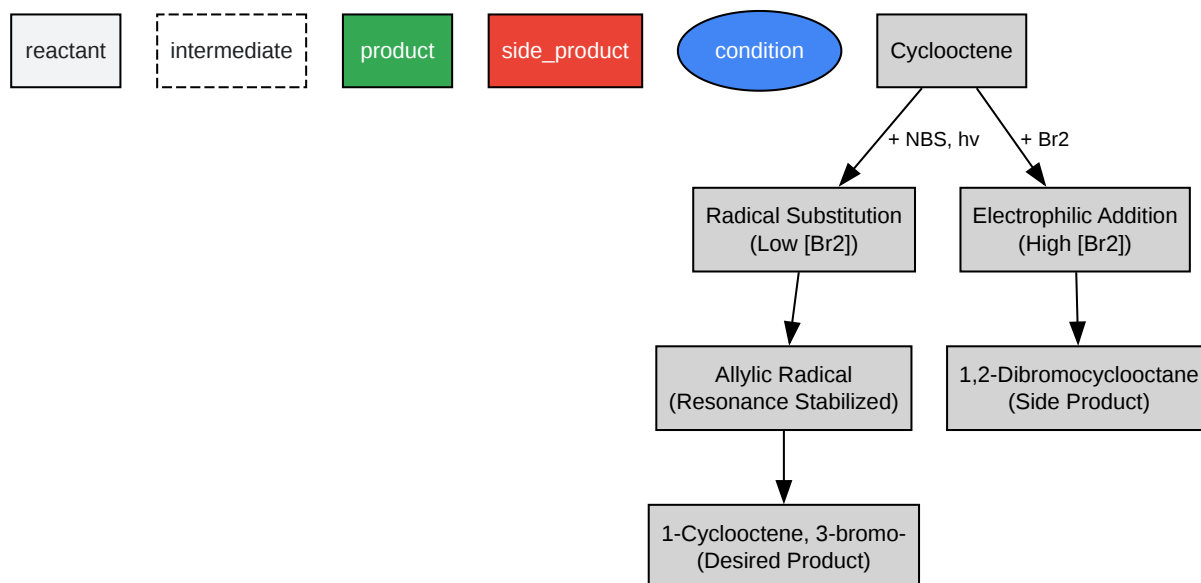 reactant
intermediate
product
side_product
condition
Cyclooctene
+ NBS, hv
+ Br2
Radical Substitution
(Low [Br2])
Electrophilic Addition
(High [Br2])
Allylic Radical
(Resonance Stabilized)
1,2-Dibromocyclooctane
(Side Product)
1-Cyclooctene, 3-bromo-
(Desired Product)